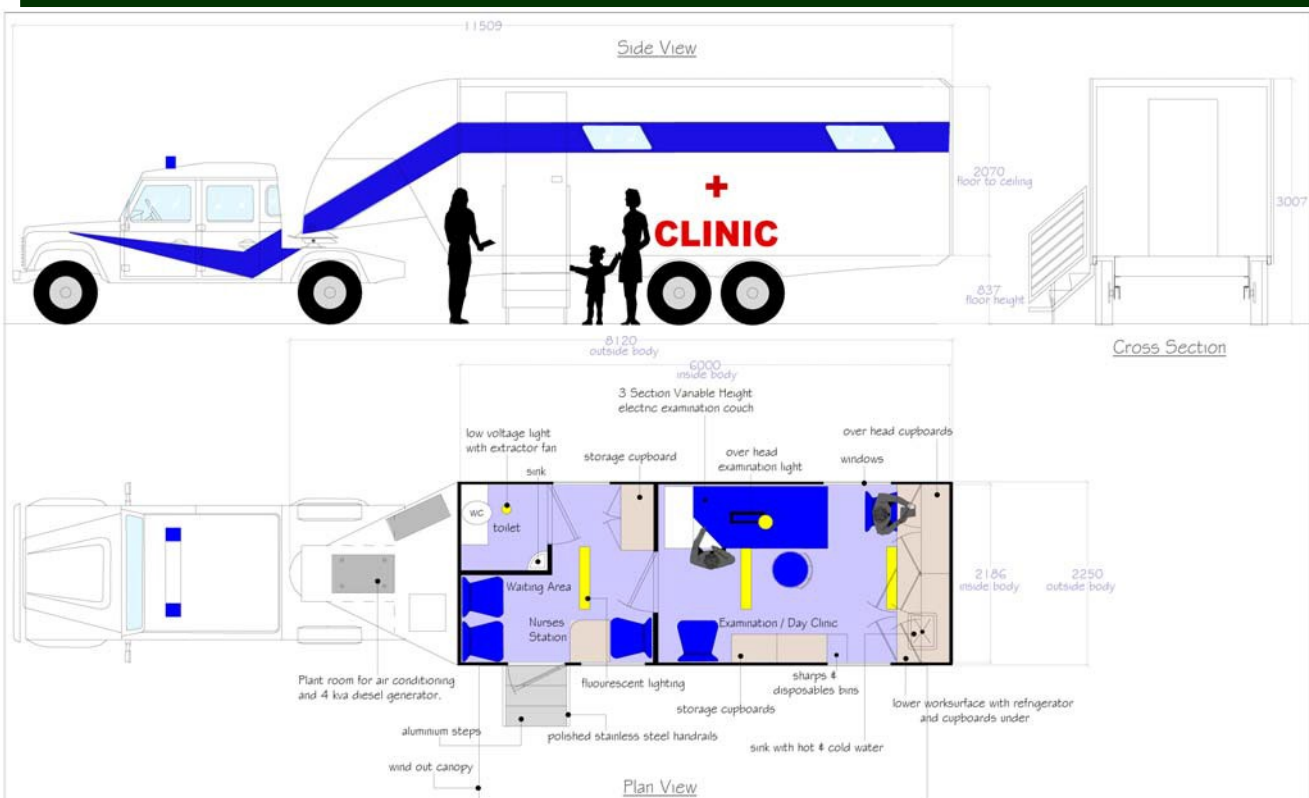 11509
Side View
2070
floor to ceiling
3007
+
CLINIC
837
floor height
Cross Section
8120
outside body
6000
inside body
3 Section Variable Height
electric examination couch
low voltage light
with extractor fan
sink
storage cupboard
over head
examination light
over head cupboards
windows
WC
toilet
Waiting Area
Nurses
Station
Examination / Day Clinic
2186
inside body
2250
outside body
Plant room for air conditioning
and 4 kva diesel generator.
fluourescent lighting
storage cupboards
sharps &
disposables bins
lower worksurface with refrigerator
and cupboards under
aluminium steps
polished stainless steel handrails
sink with hot & cold water
wind out canopy
Plan View